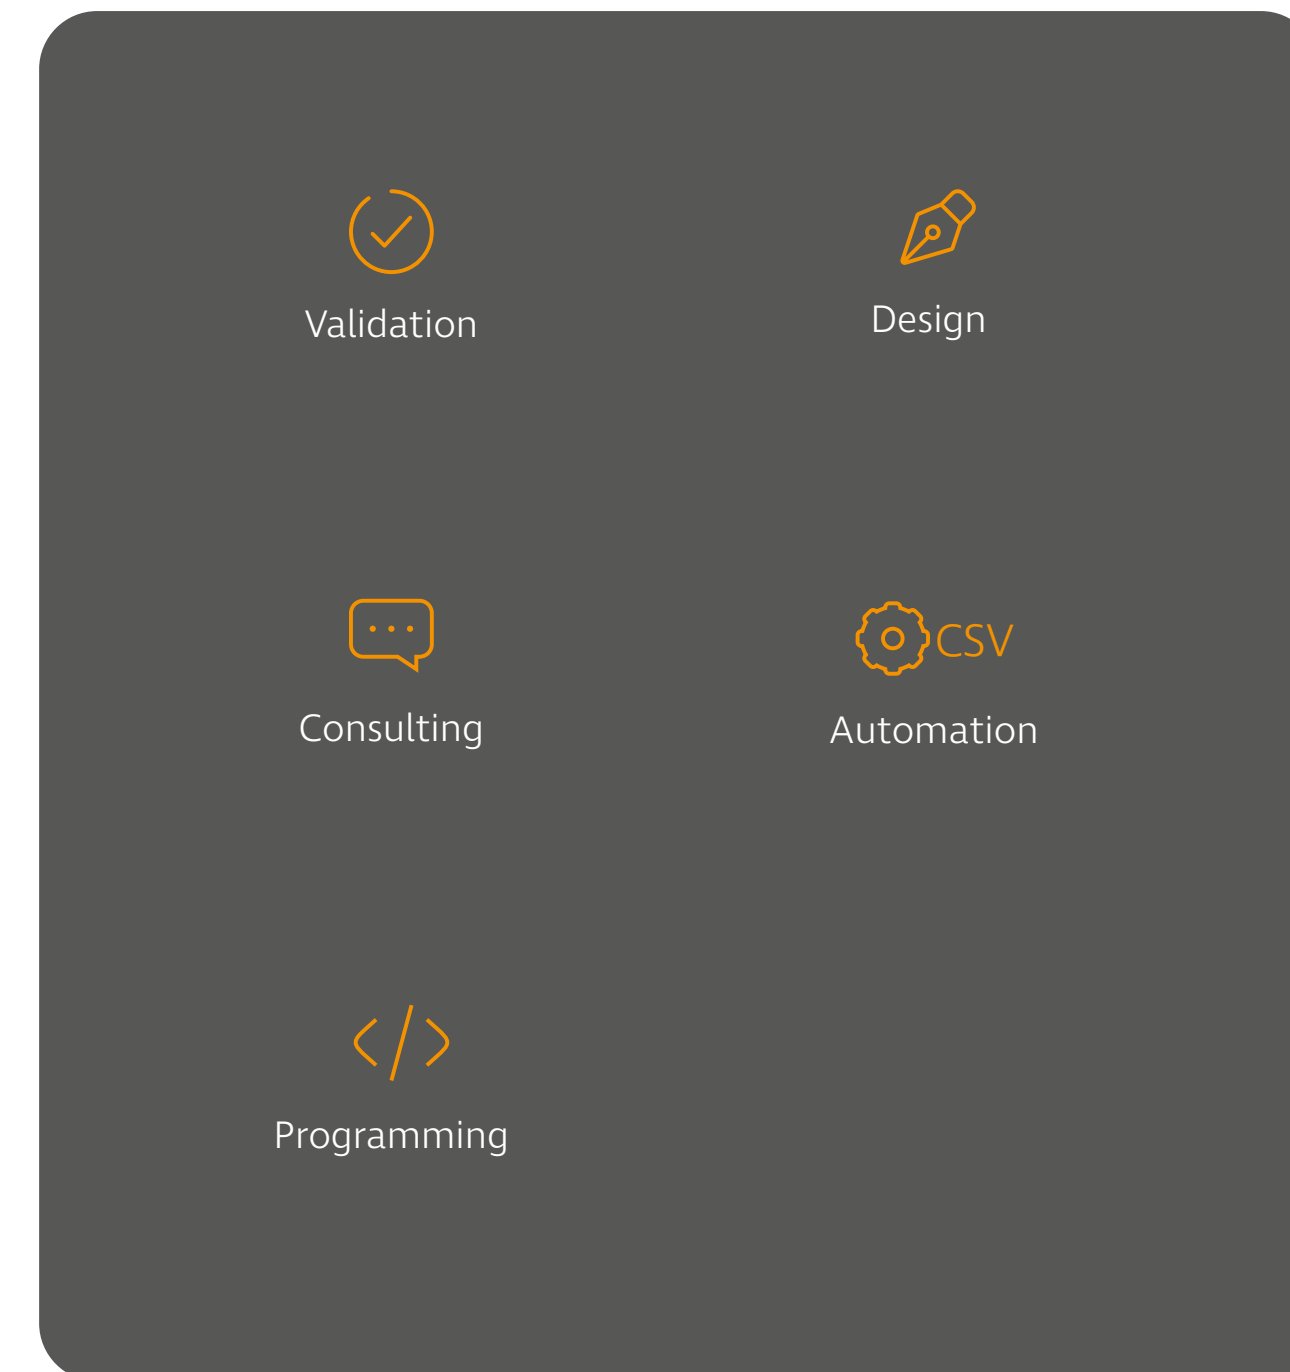 Validation
Design
CSV
Consulting
Automation
Programming